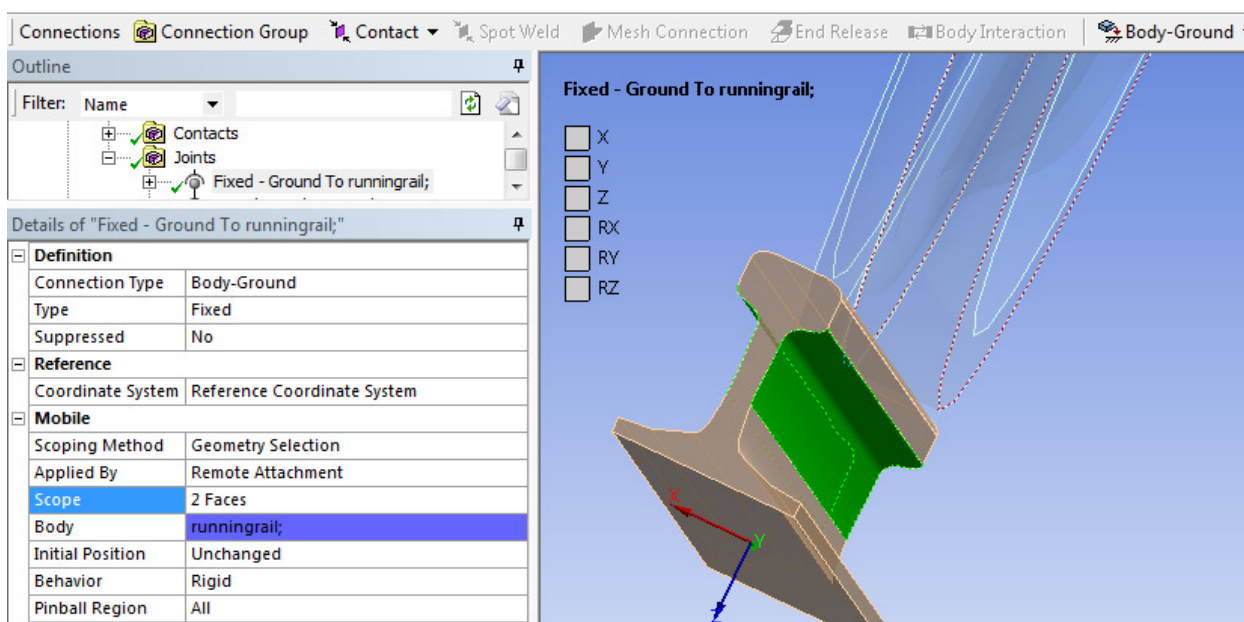 Connections Connection Group Contact Spot Weld Mesh Connection End Release Body Interaction Body-Ground
Outline
Filter: Name
Contacts
Joints
Fixed - Ground To runningrail;
Details of "Fixed - Ground To runningrail;"
Definition
Connection Type Body-Ground
Type Fixed
Suppressed No
Reference
Coordinate System Reference Coordinate System
Mobile
Scoping Method Geometry Selection
Applied By Remote Attachment
Scope 2 Faces
Body runningrail;
Initial Position Unchanged
Behavior Rigid
Pinball Region All
Fixed - Ground To runningrail;
X
Y
Z
RX
RY
RZ
X
Y